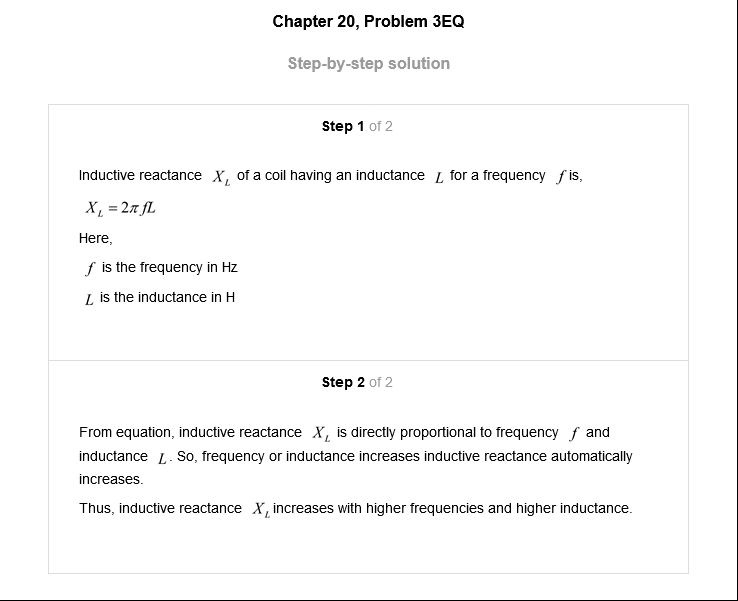 Chapter 20, Problem 3EQ
Step-by-step solution
Step 1 of 2
Inductive reactance X_L of a coil having an inductance L for a frequency f is,
X_L = 2π fL
Here,
f is the frequency in Hz
L is the inductance in H
Step 2 of 2
From equation, inductive reactance X_L is directly proportional to frequency f and
inductance L. So, frequency or inductance increases inductive reactance automatically
increases.
Thus, inductive reactance X_L increases with higher frequencies and higher inductance.